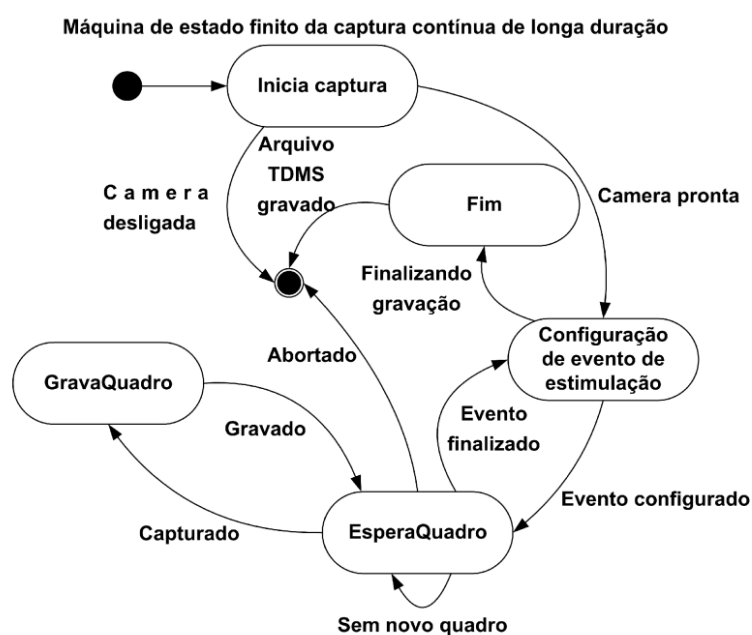 Máquina de estado finito da captura contínua de longa duração
Inicia captura
Arquivo
TDMS
gravado
C a m e r a
desligada
Fim
Camera pronta
Finalizando
gravação
Configuração
de evento de
estimulação
Abortado
GravaQuadro
Gravado
Evento
finalizado
Evento configurado
EsperaQuadro
Capturado
Sem novo quadro